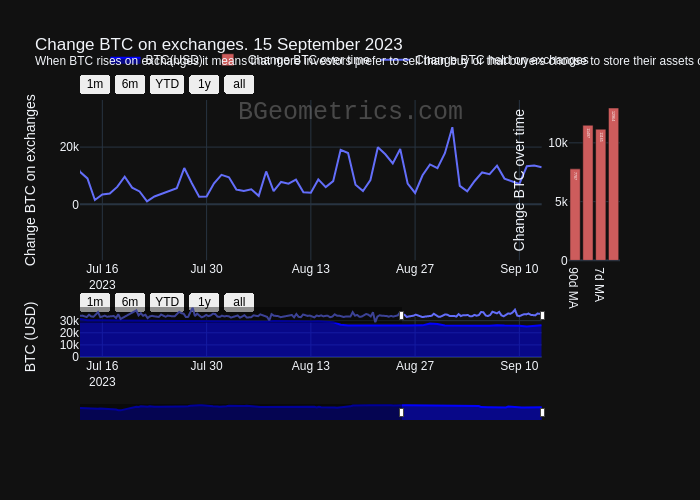 Change BTC on exchanges. 15 September 2023
When BTC rises on exchanges it means that more investors prefer to sell than buy or that buyers choose to store their assets o
BTC(USD) Change BTC over time Change BTC held on exchanges
1m 6m YTD 1y all
BGeometrics.com
Change BTC on exchanges
20k
0
Jul 16
2023
Jul 30
Aug 13
Aug 27
Sep 10
Change BTC over time
10k
5k
0
90d MA
7d MA
1m 6m YTD 1y all
BTC (USD)
30k
20k
10k
0
Jul 16
2023
Jul 30
Aug 13
Aug 27
Sep 10